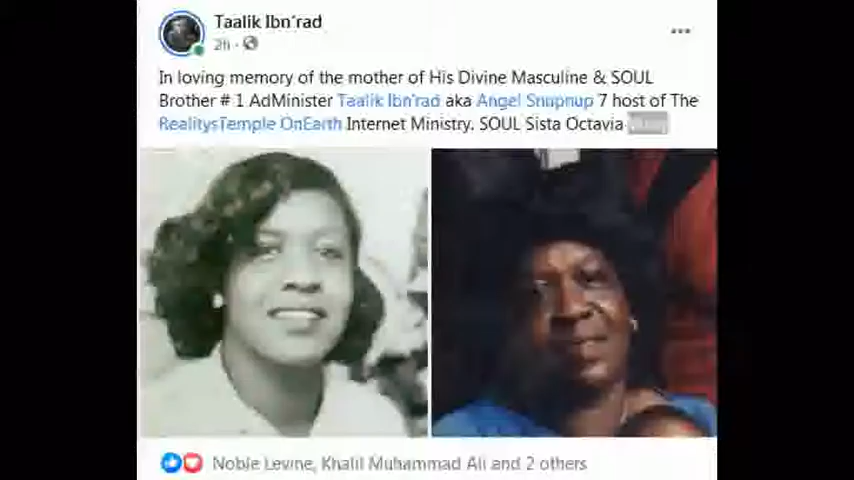 Taalik Ibn'rad
2h ·
In loving memory of the mother of His Divine Masculine & SOUL
Brother # 1 AdMinister Taalik Ibn'rad aka Angel Snupnup 7 host of The
RealitysTemple OnEarth Internet Ministry. SOUL Sista Octavia
Noble Levine, Khalil Muhammad Ali and 2 others